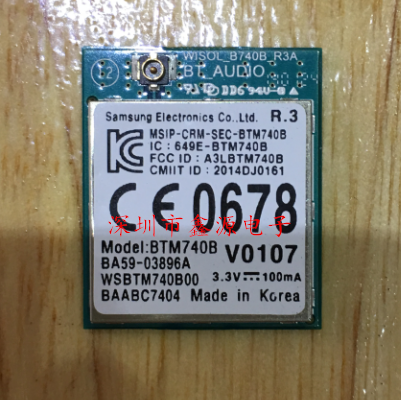 WISOL_B740B_R3A
BT_AUDIO
Samsung Electronics Co.,Ltd. R.3
MSIP-CRM-SEC-BTM740B
IC : 649E-BTM740B
FCC ID : A3LBTM740B
CMIIT ID : 2014DJ0161
CE0678
深圳市鑫源电子
Model:BTM740B V0107
BA59-03896A
WSBTM740B00 3.3V 100mA
BAABC7404 Made in Korea